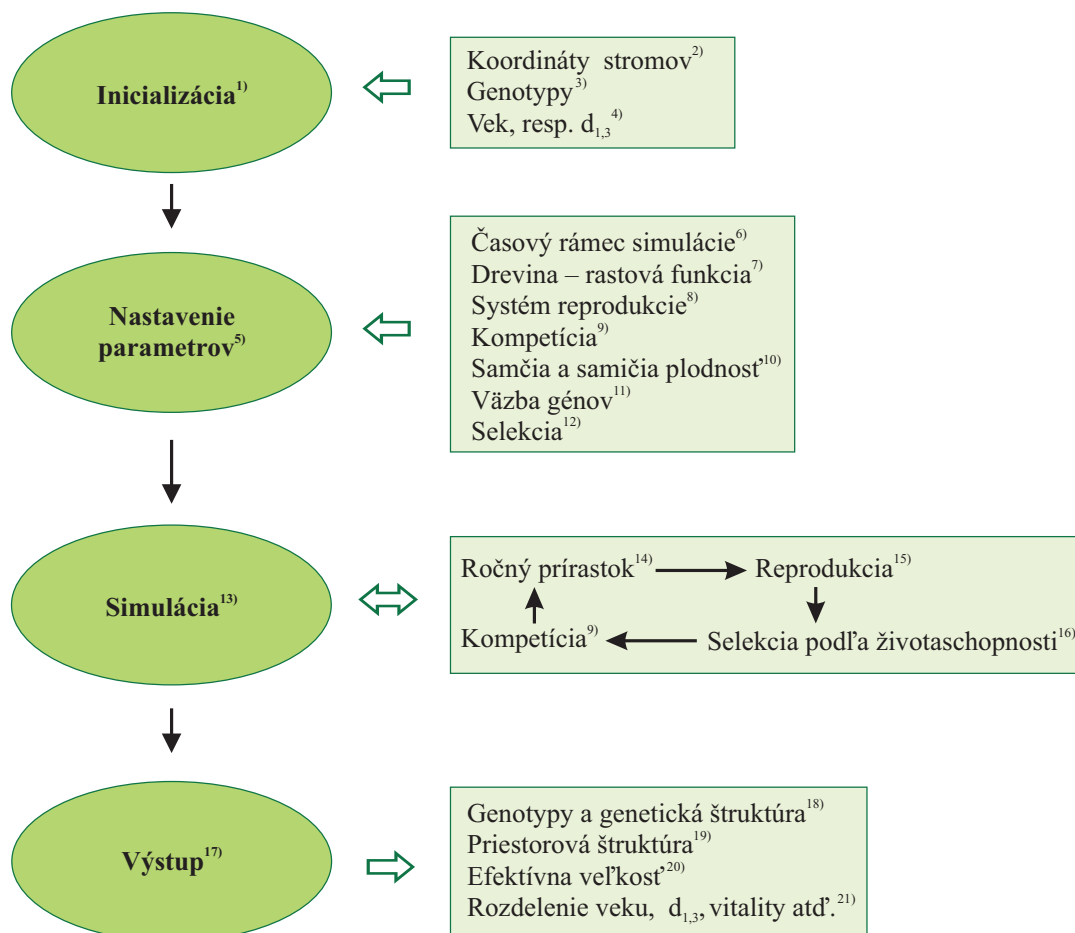 Inicializácia1)
Koordináty stromov2)
Genotypy3)
Vek, resp. d1,34)
Nastavenie
parametrov5)
Časový rámec simulácie6)
Drevina – rastová funkcia7)
Systém reprodukcie8)
Kompetícia9)
Samčia a samičia plodnosť10)
Väzba génov11)
Selekcia12)
Simulácia13)
Ročný prírastok14) Reprodukcia15)
Kompetícia9) Selekcia podľa životaschopnosti16)
Výstup17)
Genotypy a genetická štruktúra18)
Priestorová štruktúra19)
Efektívna veľkosť20)
Rozdelenie veku, d1,3, vitality atď.21)